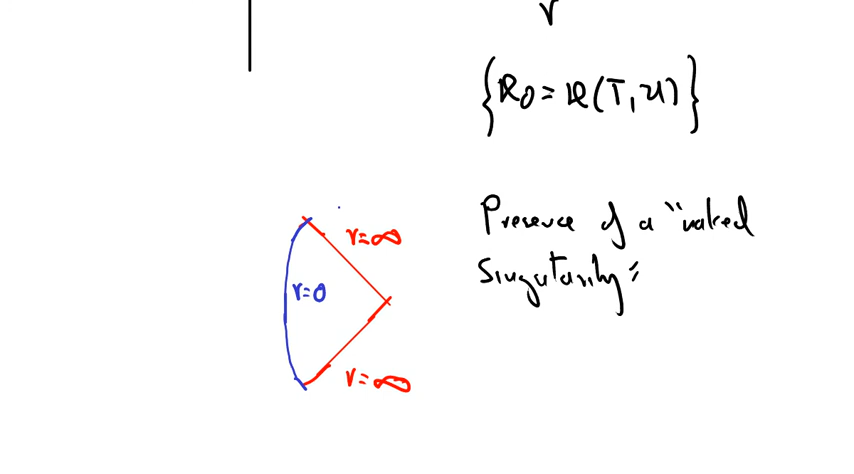 r
{R₀ = R(T, u)}
Presence of a "naked
r=∞
Singularity"
r=0
r=∞